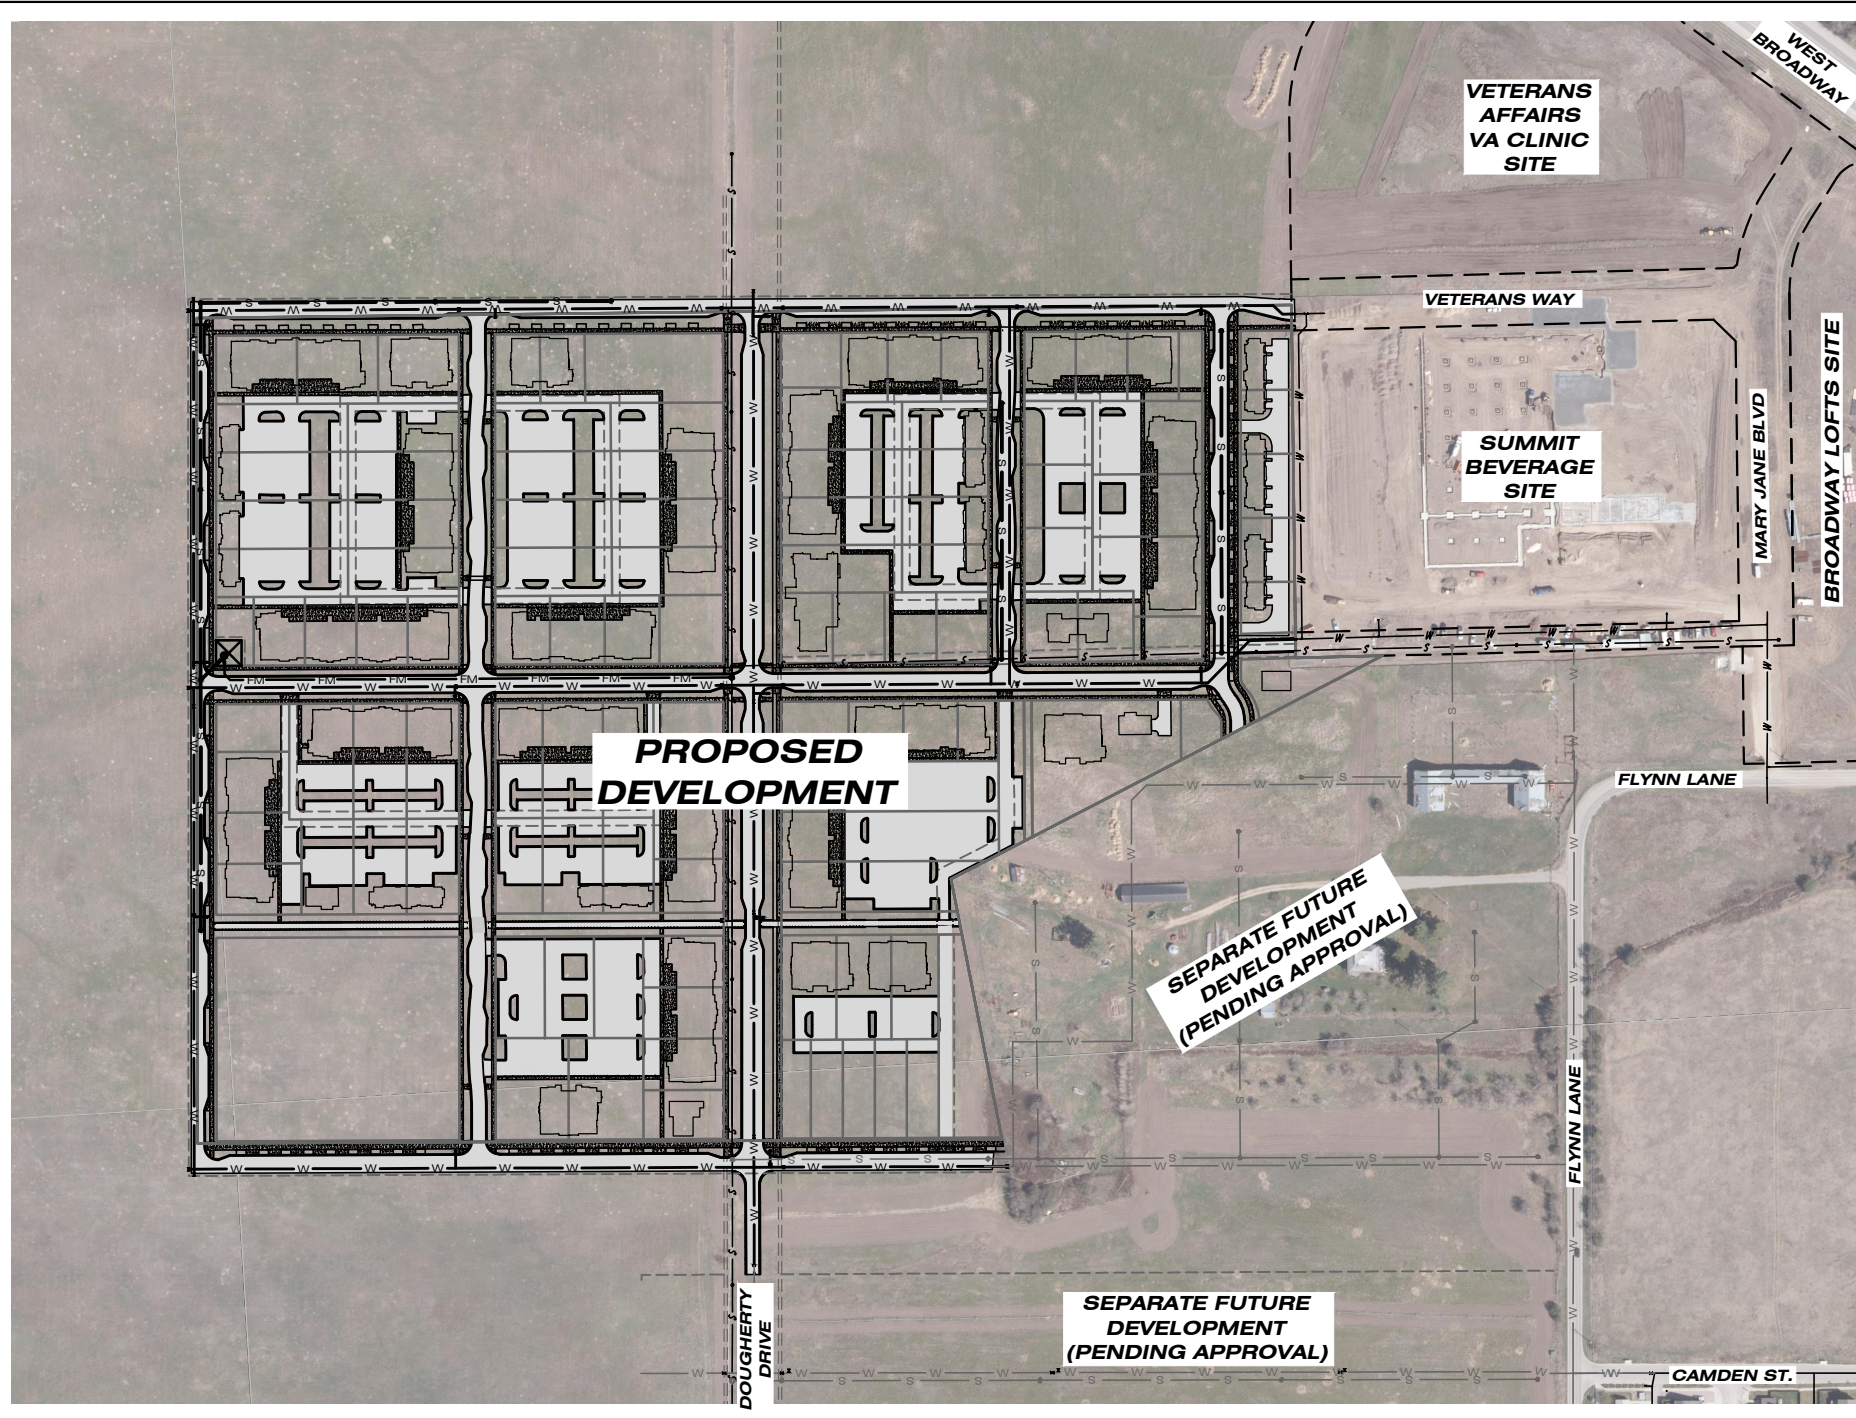 WEST
BROADWAY
VETERANS
AFFAIRS
VA CLINIC
SITE
VETERANS WAY
BROADWAY LOFTS SITE
MARY JANE BLVD
SUMMIT
BEVERAGE
SITE
PROPOSED
DEVELOPMENT
FLYNN LANE
SEPARATE FUTURE
DEVELOPMENT
(PENDING APPROVAL)
FLYNN LANE
DOUGHERTY
DRIVE
SEPARATE FUTURE
DEVELOPMENT
(PENDING APPROVAL)
CAMDEN ST.